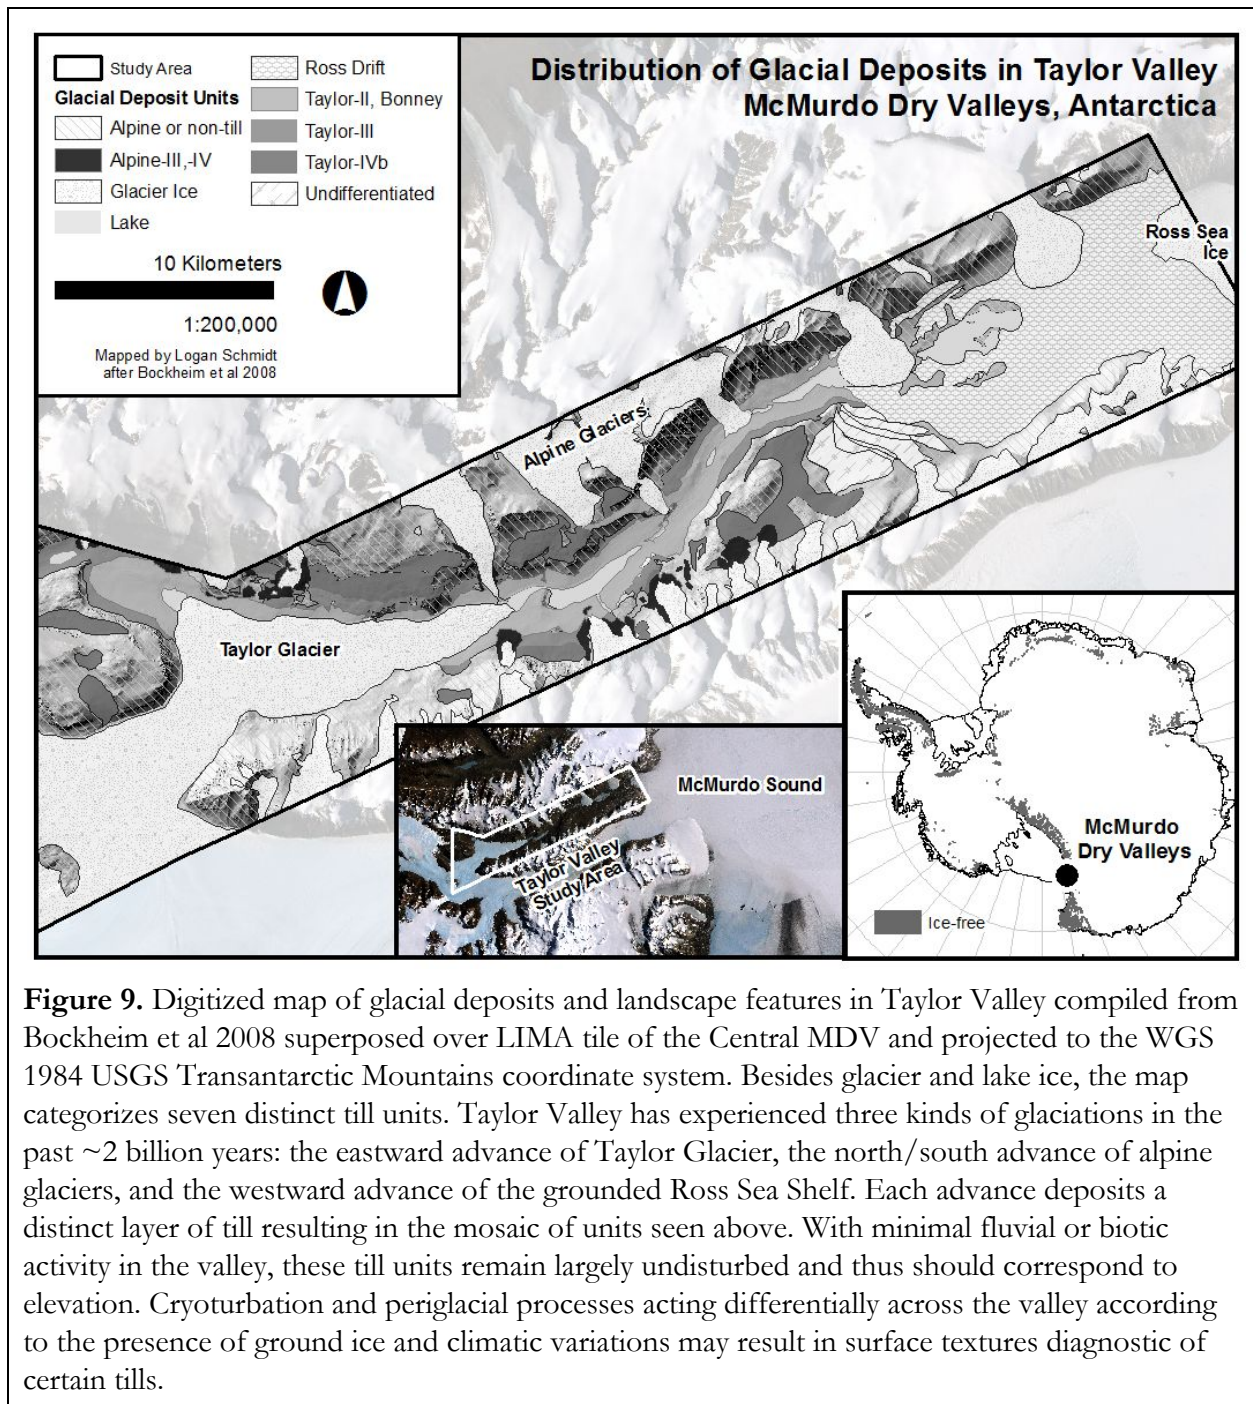 Study Area
Glacial Deposit Units
Alpine or non-till
Alpine-III,-IV
Glacier Ice
Lake
Ross Drift
Taylor-II, Bonney
Taylor-III
Taylor-IVb
Undifferentiated
10 Kilometers
1:200,000
Mapped by Logan Schmidt
after Bockheim et al 2008
Distribution of Glacial Deposits in Taylor Valley
McMurdo Dry Valleys, Antarctica
Ross Sea
Ice
Alpine Glaciers
Taylor Glacier
McMurdo Sound
Taylor Valley
Study Area
McMurdo
Dry Valleys
Ice-free
Figure 9. Digitized map of glacial deposits and landscape features in Taylor Valley compiled from
Bockheim et al 2008 superposed over LIMA tile of the Central MDV and projected to the WGS
1984 USGS Transantarctic Mountains coordinate system. Besides glacier and lake ice, the map
categorizes seven distinct till units. Taylor Valley has experienced three kinds of glaciations in the
past ~2 billion years: the eastward advance of Taylor Glacier, the north/south advance of alpine
glaciers, and the westward advance of the grounded Ross Sea Shelf. Each advance deposits a
distinct layer of till resulting in the mosaic of units seen above. With minimal fluvial or biotic
activity in the valley, these till units remain largely undisturbed and thus should correspond to
elevation. Cryoturbation and periglacial processes acting differentially across the valley according
to the presence of ground ice and climatic variations may result in surface textures diagnostic of
certain tills.